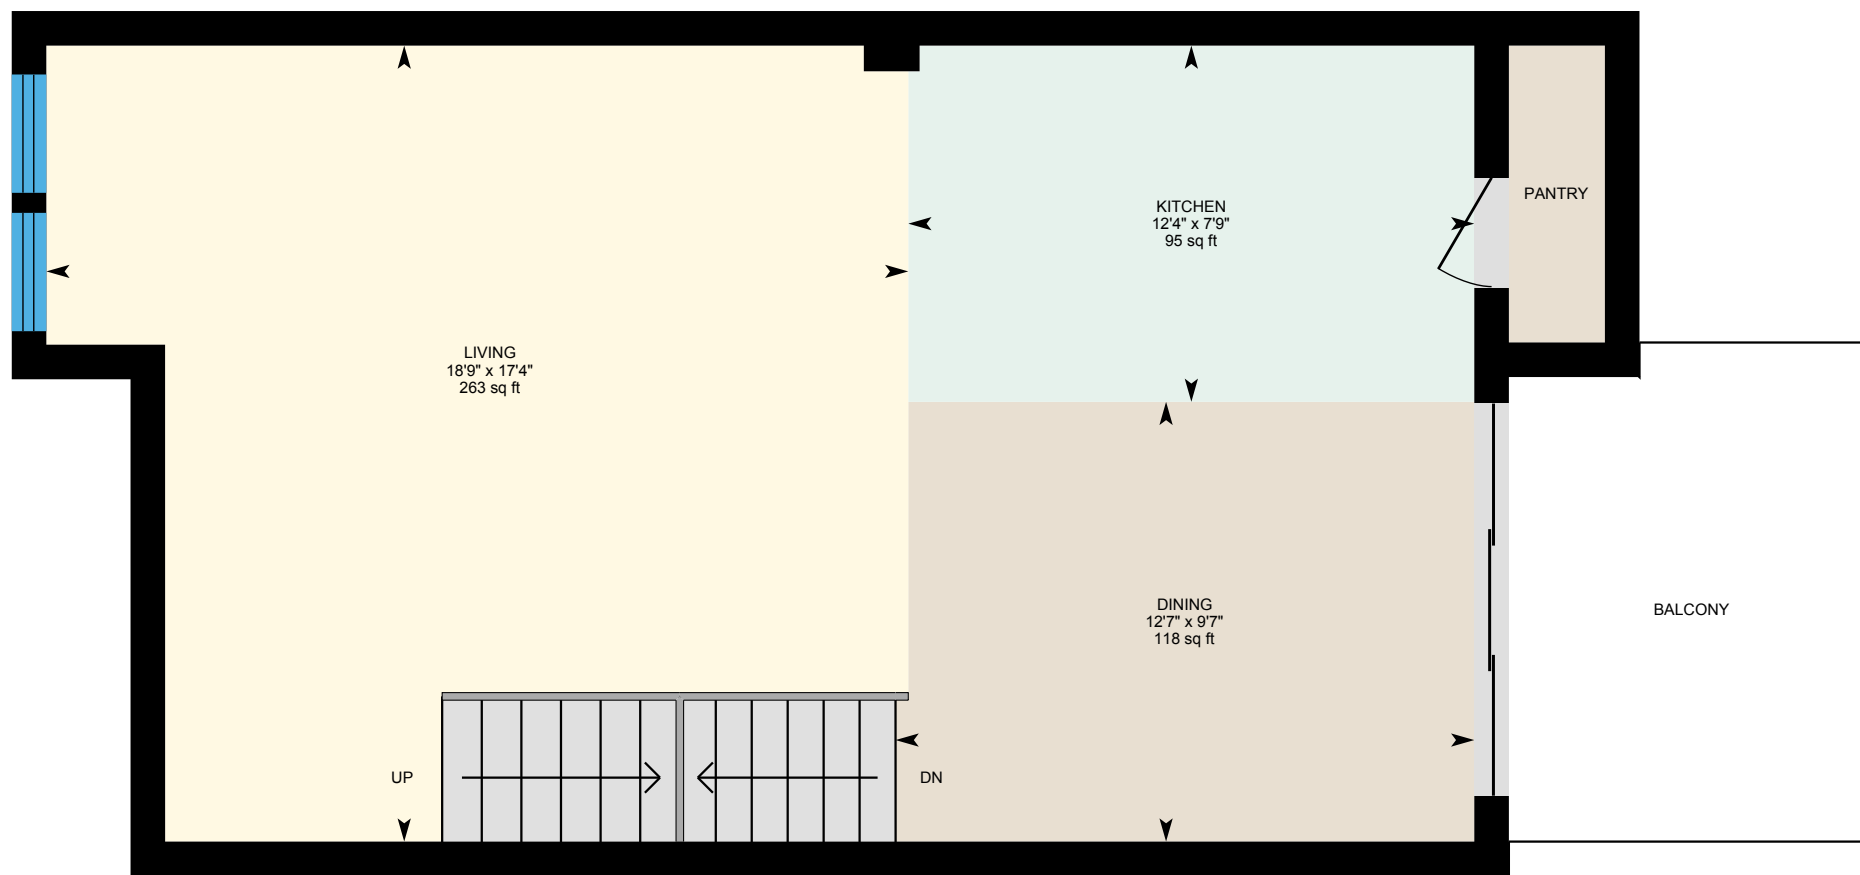 PANTRY
KITCHEN
12'4" x 7'9"
95 sq ft
LIVING
18'9" x 17'4"
263 sq ft
DINING
12'7" x 9'7"
118 sq ft
BALCONY
UP
DN